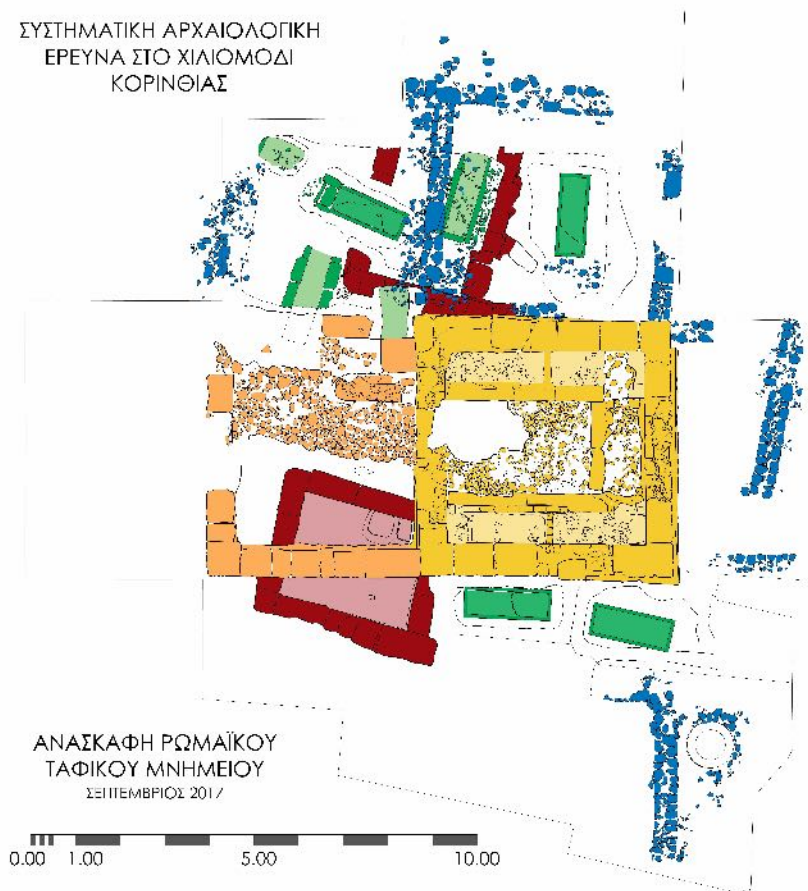 ΣΥΣΤΗΜΑΤΙΚΗ ΑΡΧΑΙΟΛΟΓΙΚΗ
ΕΡΕΥΝΑ ΣΤΟ ΧΙΛΙΟΜΟΔΙ
ΚΟΡΙΝΘΙΑΣ
ΑΝΑΣΚΑΦΗ ΡΩΜΑΪΚΟΥ
ΤΑΦΙΚΟΥ ΜΝΗΜΕΙΟΥ
ΣΕΠΤΕΜΒΡΙΟΣ 2017
0.00 1.00 5.00 10.00